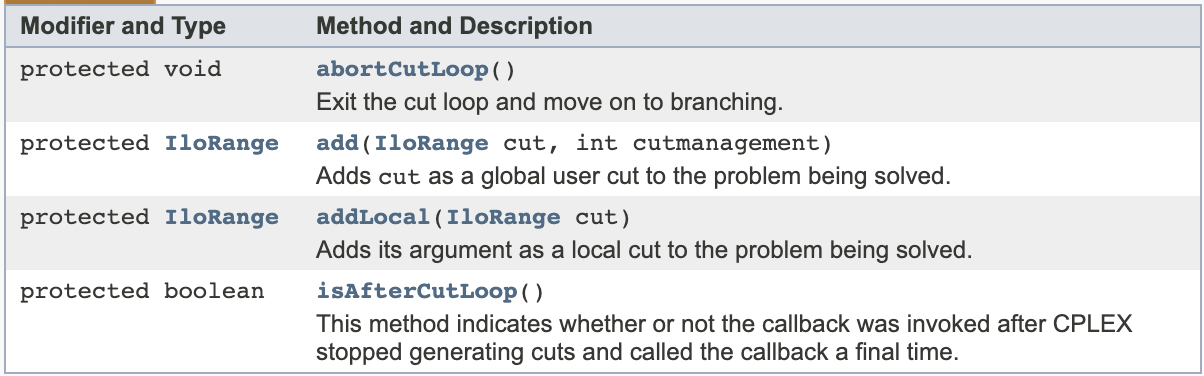 Modifier and Type Method and Description
protected void abortCutLoop()
Exit the cut loop and move on to branching.
protected IloRange add(IloRange cut, int cutmanagement)
Adds cut as a global user cut to the problem being solved.
protected IloRange addLocal(IloRange cut)
Adds its argument as a local cut to the problem being solved.
protected boolean isAfterCutLoop()
This method indicates whether or not the callback was invoked after CPLEX
stopped generating cuts and called the callback a final time.